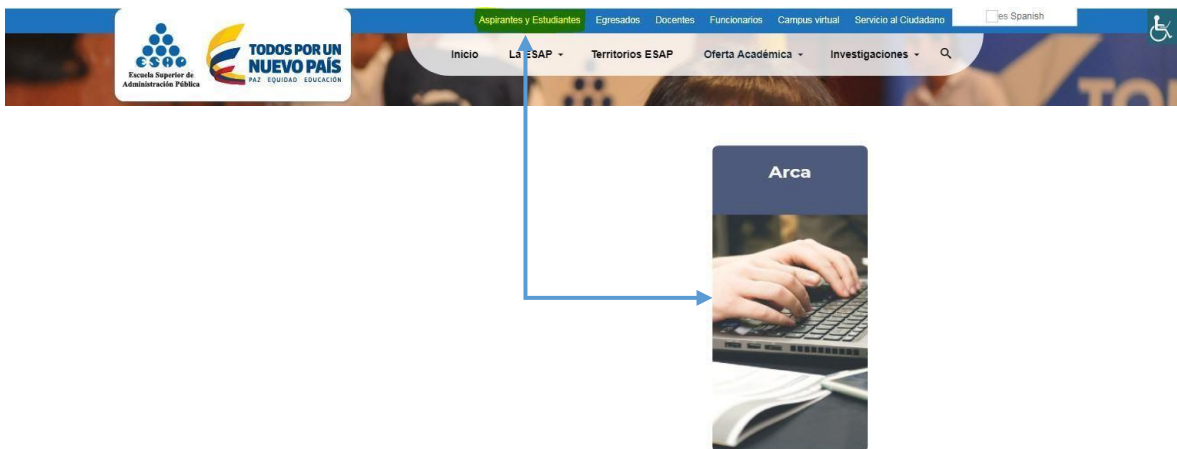 Aspirantes y Estudiantes Egresados Docentes Funcionarios Campus virtual Servicio al Ciudadano es Spanish
esap
Escuela Superior de
Administración Pública
TODOS POR UN
NUEVO PAÍS
PAZ EQUIDAD EDUCACIÓN
Inicio La ESAP Territorios ESAP Oferta Académica Investigaciones
TO
Arca